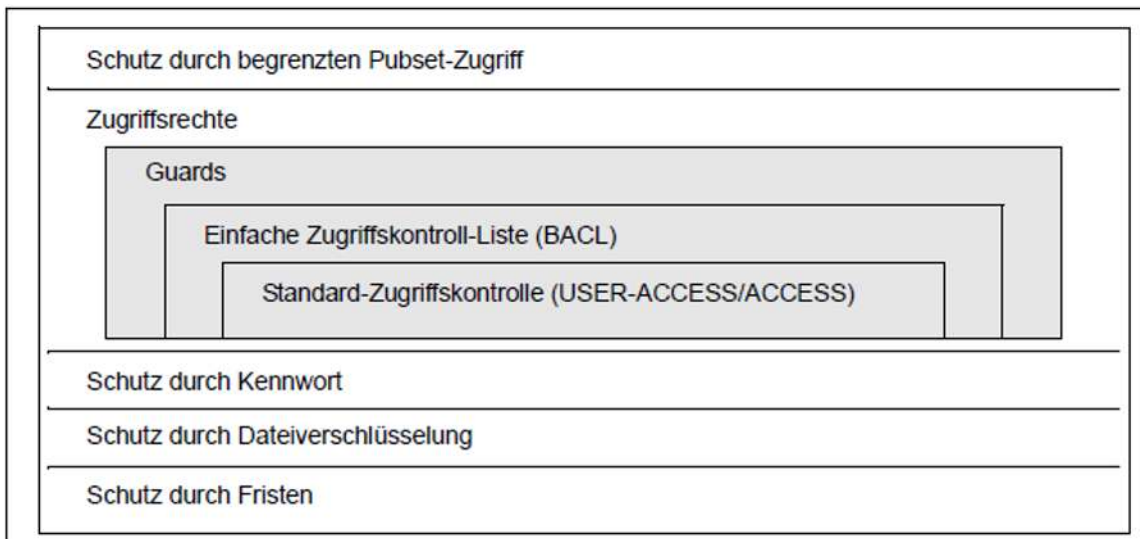 Schutz durch begrenzten Pubset-Zugriff
Zugriffsrechte
Guards
Einfache Zugriffskontroll-Liste (BACL)
Standard-Zugriffskontrolle (USER-ACCESS/ACCESS)
Schutz durch Kennwort
Schutz durch Dateiverschlüsselung
Schutz durch Fristen